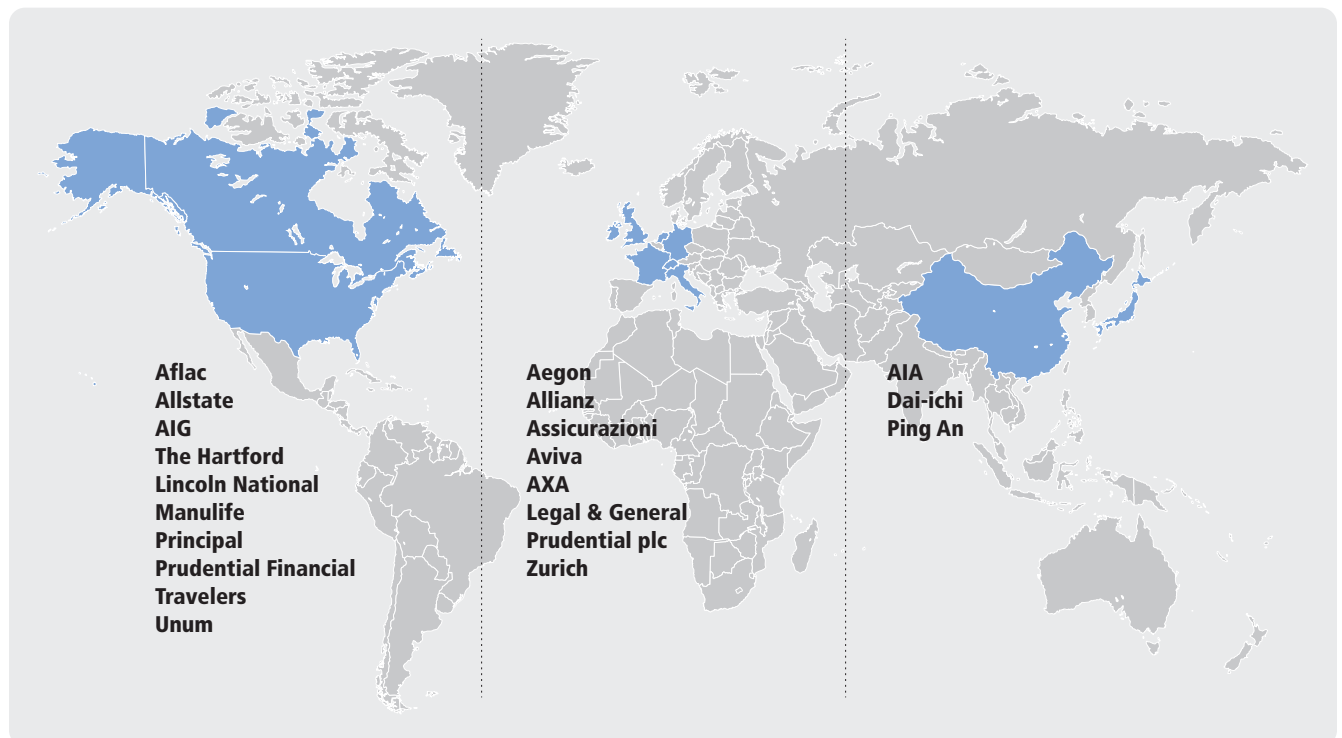 Aflac
Allstate
AIG
The Hartford
Lincoln National
Manulife
Principal
Prudential Financial
Travelers
Unum
Aegon
Allianz
Assicurazioni
Aviva
AXA
Legal & General
Prudential plc
Zurich
AIA
Dai-ichi
Ping An